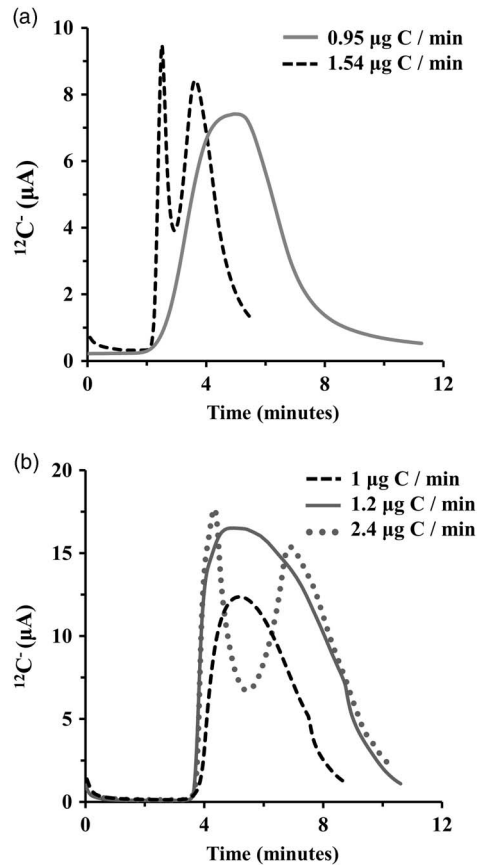 (a)
0.95 µg C / min
1.54 µg C / min
10
8
6
4
2
0
¹²C⁻ (µA)
0 4 8 12
Time (minutes)
(b)
1 µg C / min
1.2 µg C / min
2.4 µg C / min
20
15
10
5
0
¹²C⁻ (µA)
0 4 8 12
Time (minutes)